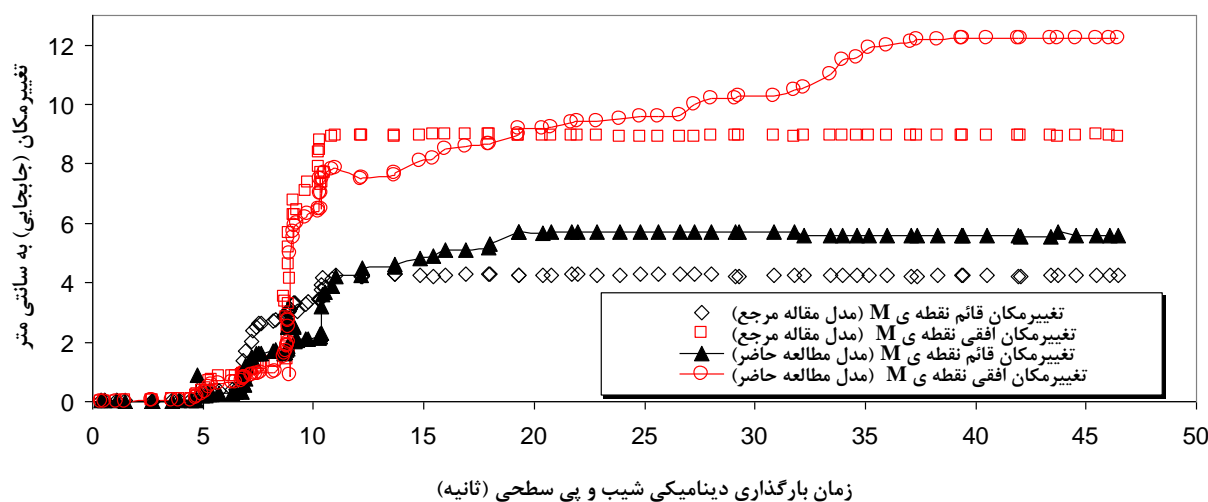 تغییرمکان (جابجایی) به سانتی متر
12
10
8
6
4
2
0
تغییرمکان قائم نقطه ی M (مدل مقاله مرجع)
تغییرمکان افقی نقطه ی M (مدل مقاله مرجع)
تغییرمکان قائم نقطه ی M (مدل مطالعه حاضر)
تغییرمکان افقی نقطه ی M (مدل مطالعه حاضر)
0 5 10 15 20 25 30 35 40 45 50
زمان بارگذاری دینامیکی شیب و پی سطحی (ثانیه)